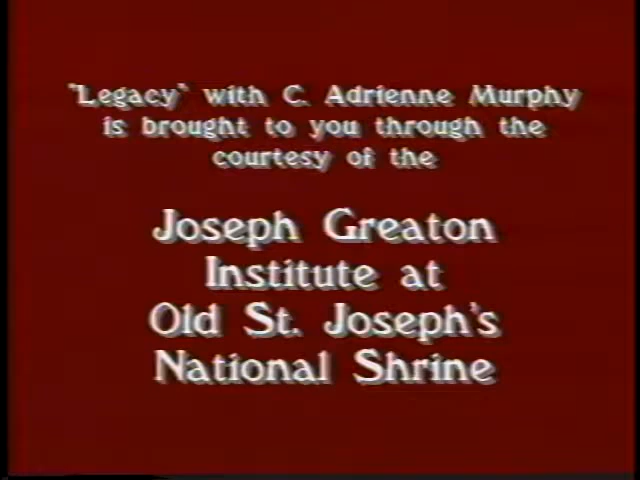 "Legacy" with C. Adrienne Murphy
is brought to you through the
courtesy of the
Joseph Greaton
Institute at
Old St. Joseph's
National Shrine